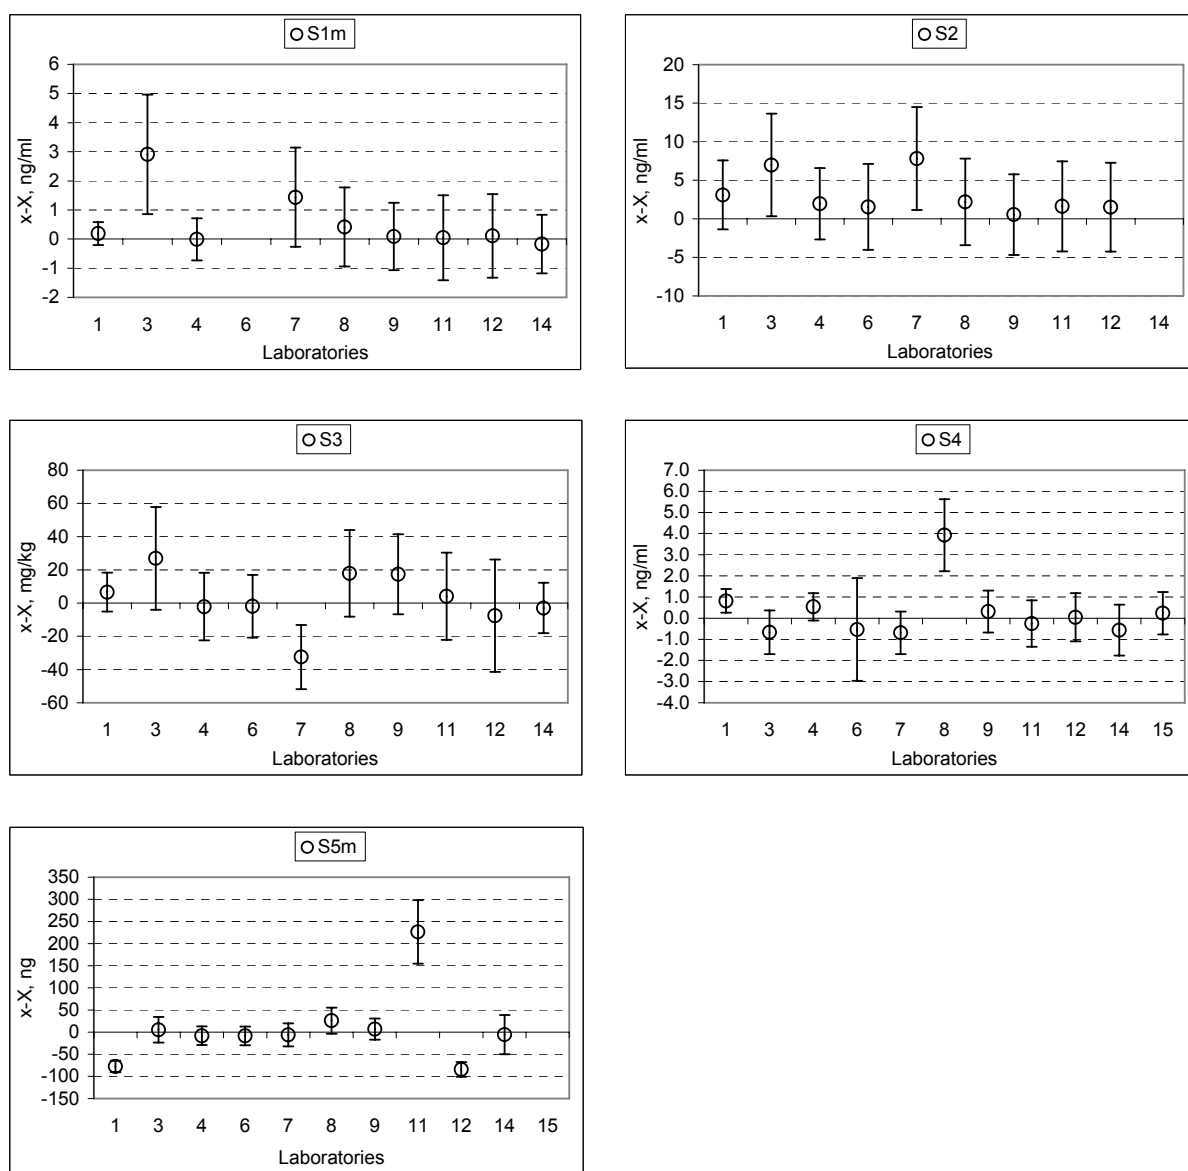 S1m
6
5
4
3
2
1
0
-1
-2
x-X, ng/ml
1 3 4 6 7 8 9 11 12 14
Laboratories
S2
20
15
10
5
0
-5
-10
x-X, ng/ml
1 3 4 6 7 8 9 11 12 14
Laboratories
S3
80
60
40
20
0
-20
-40
-60
x-X, mg/kg
1 3 4 6 7 8 9 11 12 14
Laboratories
S4
7.0
6.0
5.0
4.0
3.0
2.0
1.0
0.0
-1.0
-2.0
-3.0
-4.0
x-X, ng/ml
1 3 4 6 7 8 9 11 12 14 15
Laboratories
S5m
350
300
250
200
150
100
50
0
-50
-100
-150
x-X, ng
1 3 4 6 7 8 9 11 12 14 15
Laboratories